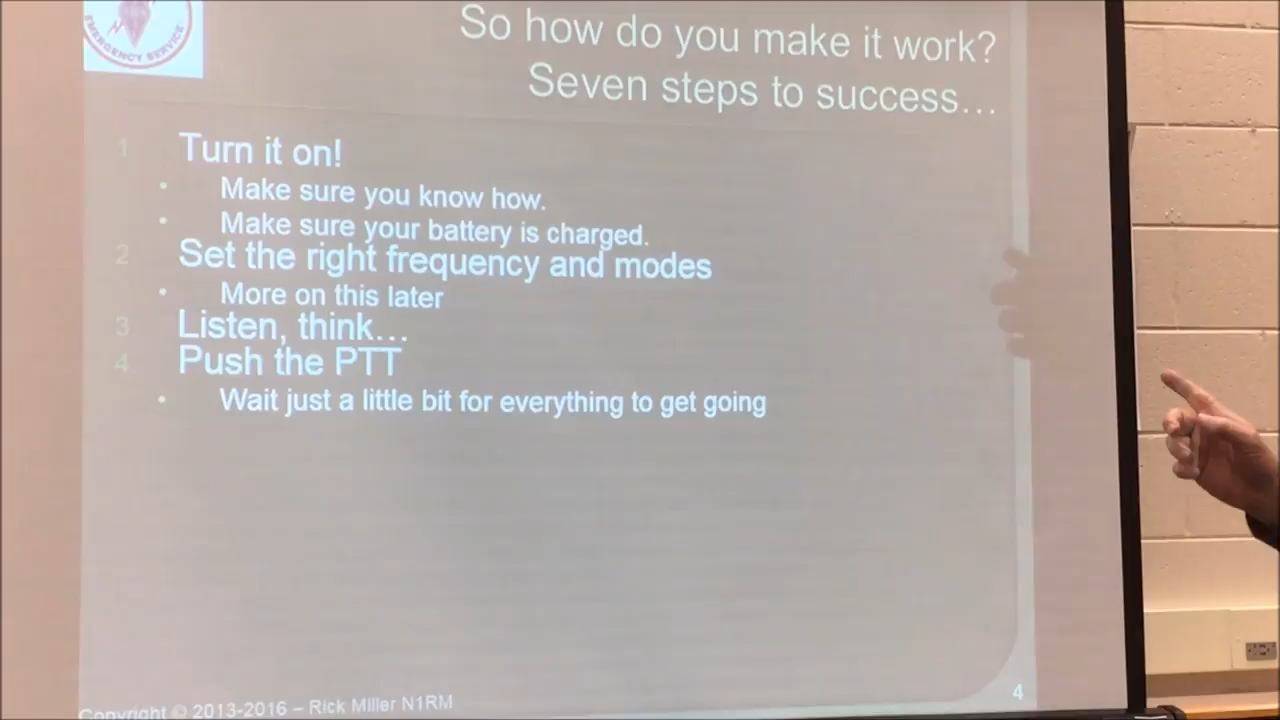 EMERGENCY SERVICE
So how do you make it work?
Seven steps to success...
1 Turn it on!
• Make sure you know how.
• Make sure your battery is charged.
2 Set the right frequency and modes
• More on this later
3 Listen, think...
4 Push the PTT
• Wait just a little bit for everything to get going
Copyright © 2013-2016 – Rick Miller N1RM
4